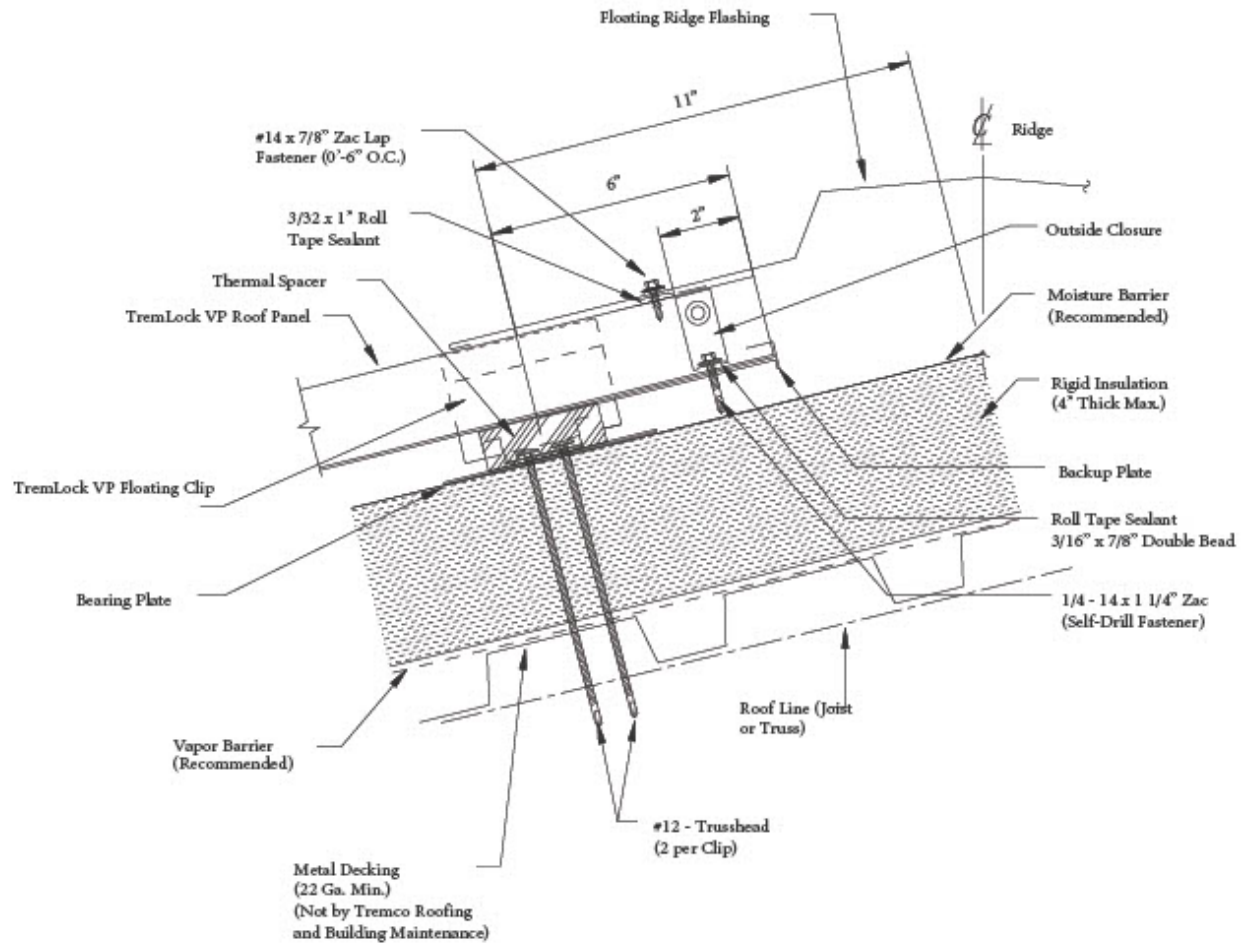 Floating Ridge Flashing
11"
#14 x 7/8" Zac Lap
Fastener (0'-6" O.C.)
℄ Ridge
6"
3/32 x 1" Roll
Tape Sealant
2"
Outside Closure
Thermal Spacer
Moisture Barrier
(Recommended)
TremLock VP Roof Panel
Rigid Insulation
(4" Thick Max.)
Backup Plate
TremLock VP Floating Clip
Roll Tape Sealant
3/16" x 7/8" Double Bead
Bearing Plate
1/4 - 14 x 1 1/4" Zac
(Self-Drill Fastener)
Roof Line (Joist
or Truss)
Vapor Barrier
(Recommended)
#12 - Trusshead
(2 per Clip)
Metal Decking
(22 Ga. Min.)
(Not by Tremco Roofing
and Building Maintenance)